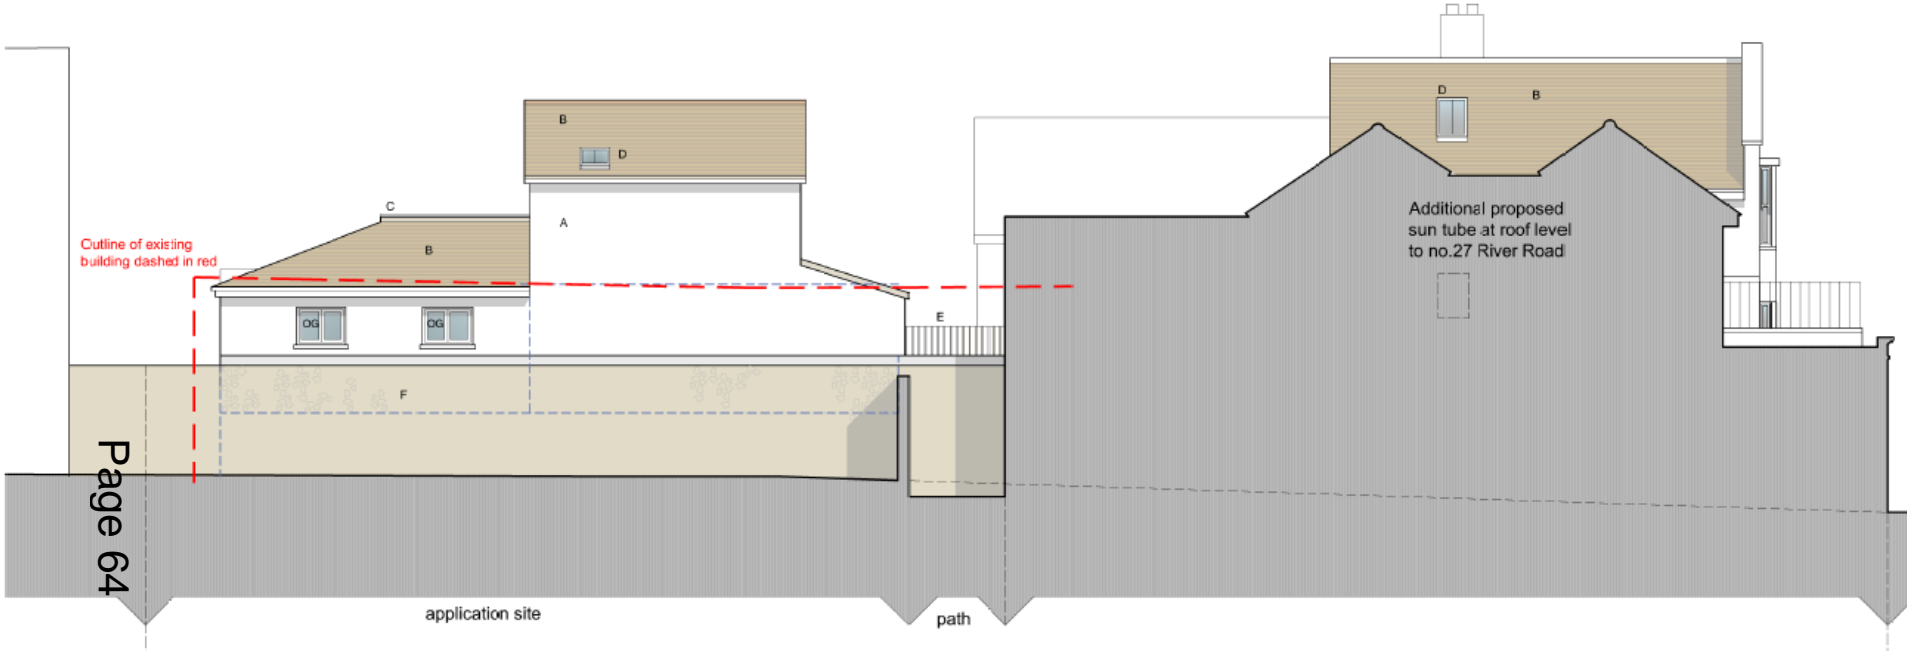 D
B
B
D
C
A
B
Outline of existing
building dashed in red
Additional proposed
sun tube at roof level
to no.27 River Road
OG
OG
E
F
Page 64
application site
path